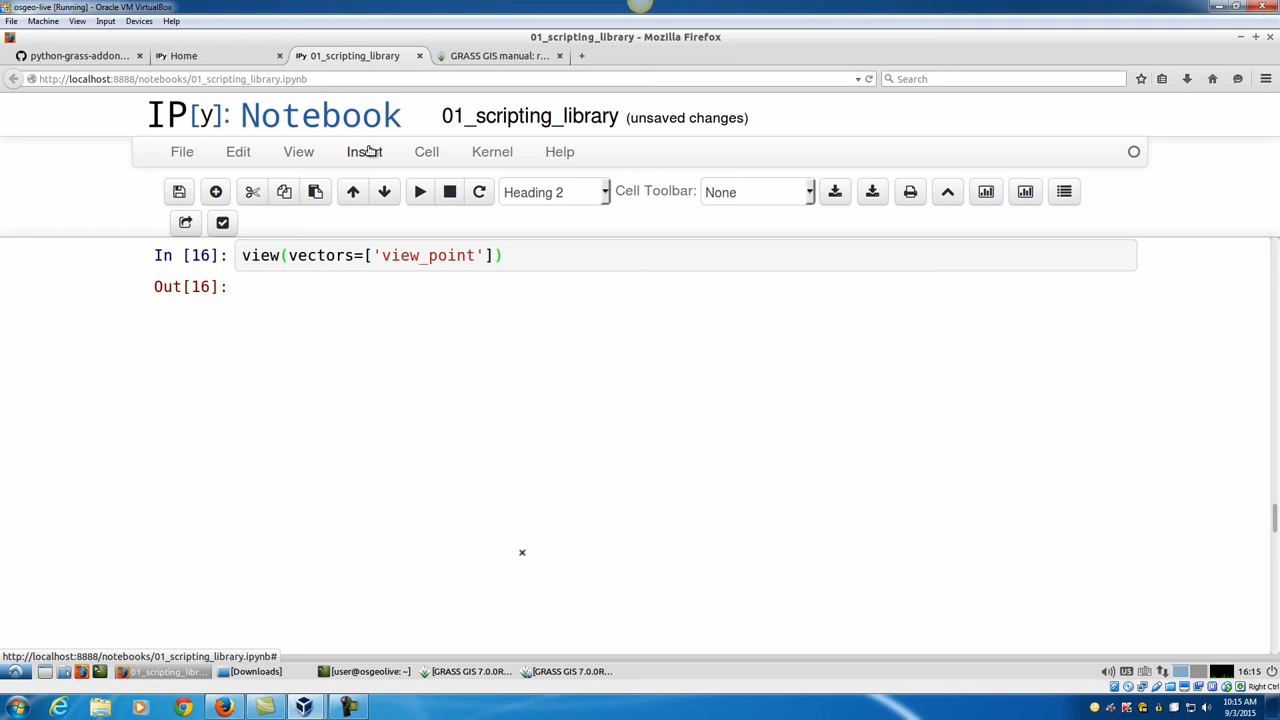 osgeo-live [Running] - Oracle VM VirtualBox
File Machine View Input Devices Help
01_scripting_library - Mozilla Firefox
python-grass-addon... × IPy Home × IPy 01_scripting_library × GRASS GIS manual: r... × +
http://localhost:8888/notebooks/01_scripting_library.ipynb Search
IP[y]: Notebook 01_scripting_library (unsaved changes)
File Edit View Insert Cell Kernel Help
Heading 2 Cell Toolbar: None
In [16]: view(vectors=['view_point'])
Out[16]:
http://localhost:8888/notebooks/01_scripting_library.ipynb#
01_scripting_libr... [Downloads] [user@osgeolive: ~] [GRASS GIS 7.0.0R... [GRASS GIS 7.0.0R... US 16:15
Right Ctrl
10:15 AM
9/3/2015